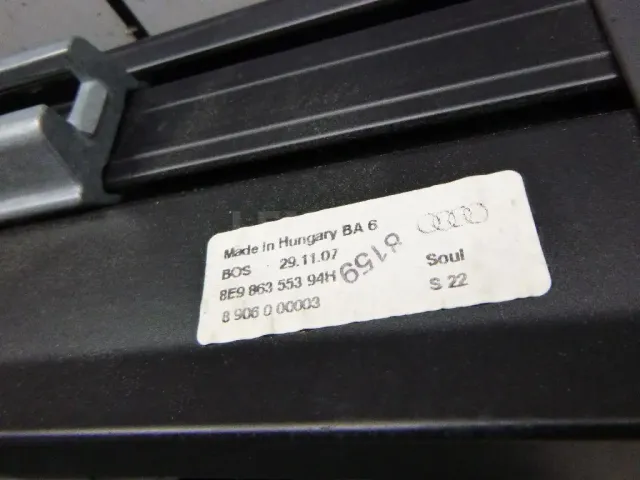 Made in Hungary BA 6
BOS 29.11.07
8E9 863 553 94H
8159
Soul
8 906 0 00003
S 22